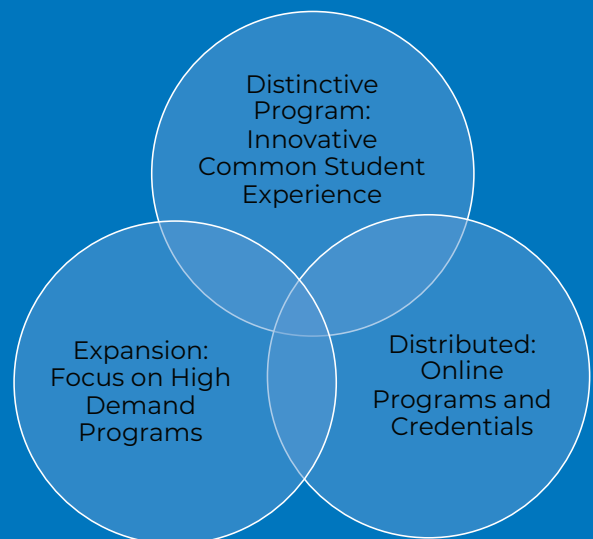 Distinctive
Program:
Innovative
Common Student
Experience
Expansion:
Focus on High
Demand
Programs
Distributed:
Online
Programs and
Credentials